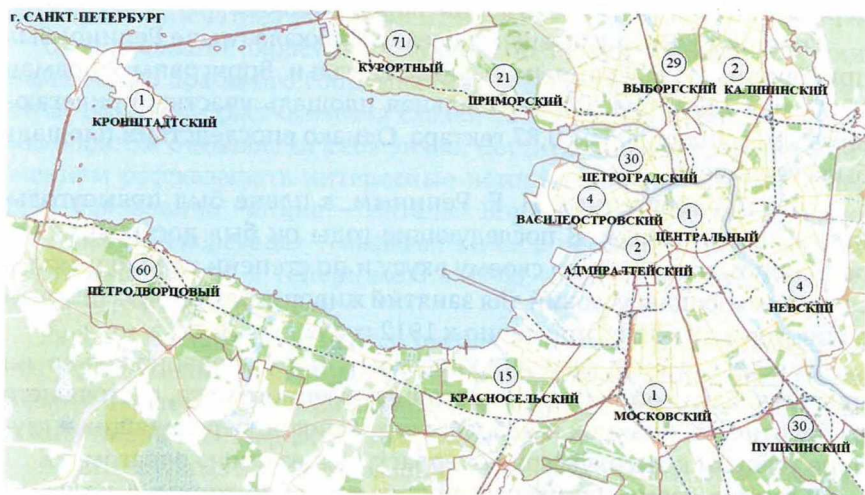 г. САНКТ-ПЕТЕРБУРГ
71
КУРОРТНЫЙ
21
ПРИМОРСКИЙ
29
ВЫБОРГСКИЙ
2
КАЛИНИНСКИЙ
1
КРОНШТАДТСКИЙ
30
ПЕТРОГРАДСКИЙ
4
ВАСИЛЕОСТРОВСКИЙ
1
ЦЕНТРАЛЬНЫЙ
2
АДМИРАЛТЕЙСКИЙ
60
ПЕТРОДВОРЦОВЫЙ
4
НЕВСКИЙ
15
КРАСНОСЕЛЬСКИЙ
1
МОСКОВСКИЙ
30
ПУШКИНСКИЙ